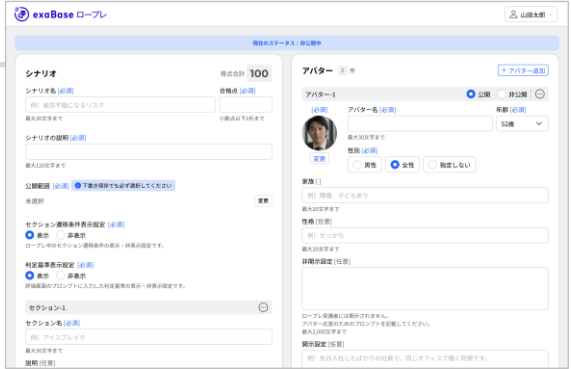 exaBase ロープレ
山田太郎
現在のステータス：非公開中
シナリオ
得点合計 100
シナリオ名 [必須]
合格点 [必須]
例）就労不能になるリスク
最大30文字まで
小数点以下1桁まで
シナリオの説明 [必須]
最大120文字まで
公開範囲 [必須] 下書き保存でも必ず選択してください
未選択
変更
セクション遷移条件表示設定 [必須]
表示 非表示
ロープレ中のセクション遷移条件の表示・非表示設定です。
判定基準表示設定 [必須]
表示 非表示
評価画面のプロンプトに入力した判定基準の表示・非表示設定です。
セクション-1
セクション名 [必須]
例）アイスブレイク
最大30文字まで
説明 [任意]
アバター 2 件
+ アバター追加
アバター-1
公開 非公開
[必須]
変更
アバター名 [必須]
年齢 [必須]
52歳
最大30文字まで
性別 [必須]
男性 女性 指定しない
家族 [ ]
例）既婚、子どもあり
最大20文字まで
性格 [任意]
例）せっかち
最大20文字まで
非開示設定 [任意]
ロープレ受講者には開示されません。
アバター応答のためのプロンプトを記載してください。
最大2,000文字まで
開示設定 [任意]
例）先月入社したばかりの社員で、同じオフィスで働く同僚です。